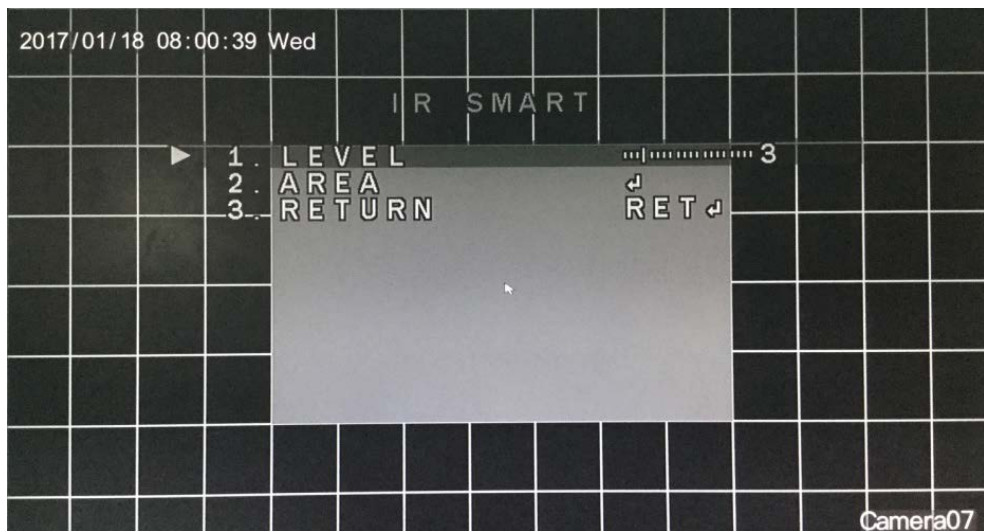 2017/01/18 08:00:39 Wed
IR SMART
1. LEVEL 3
2. AREA ↲
3. RETURN RET↲
Camera07